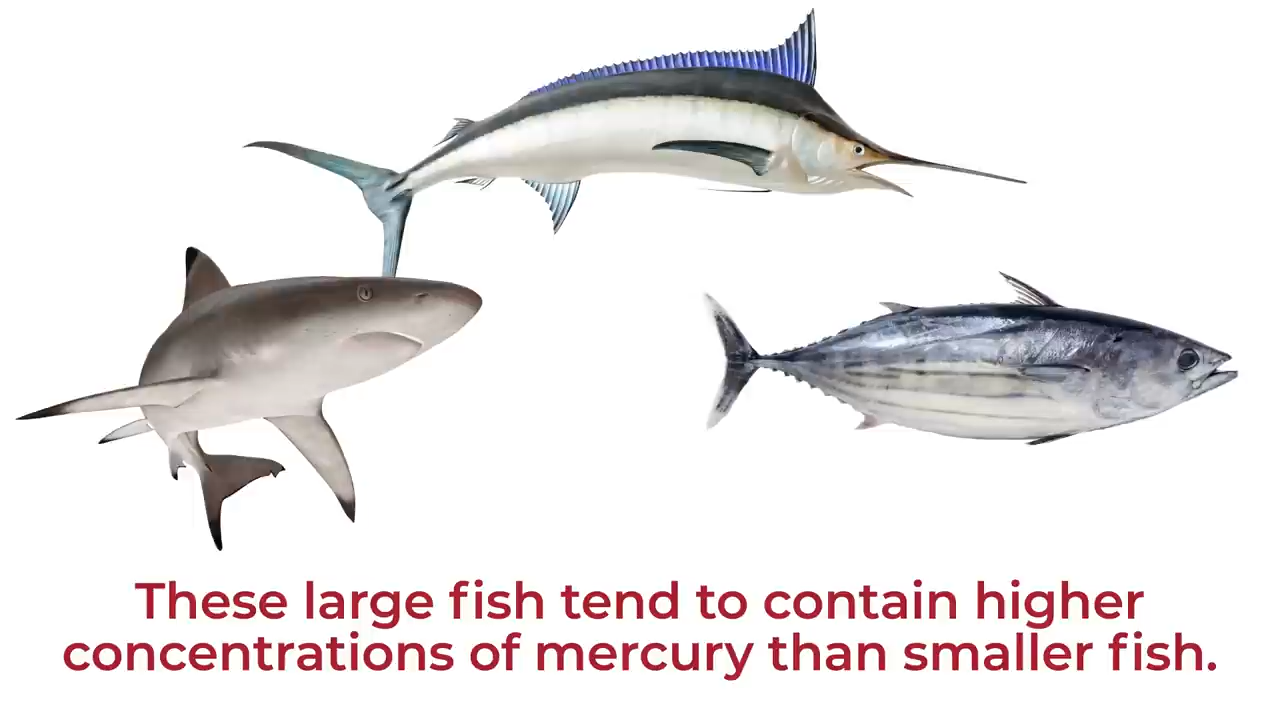 These large fish tend to contain higher
concentrations of mercury than smaller fish.